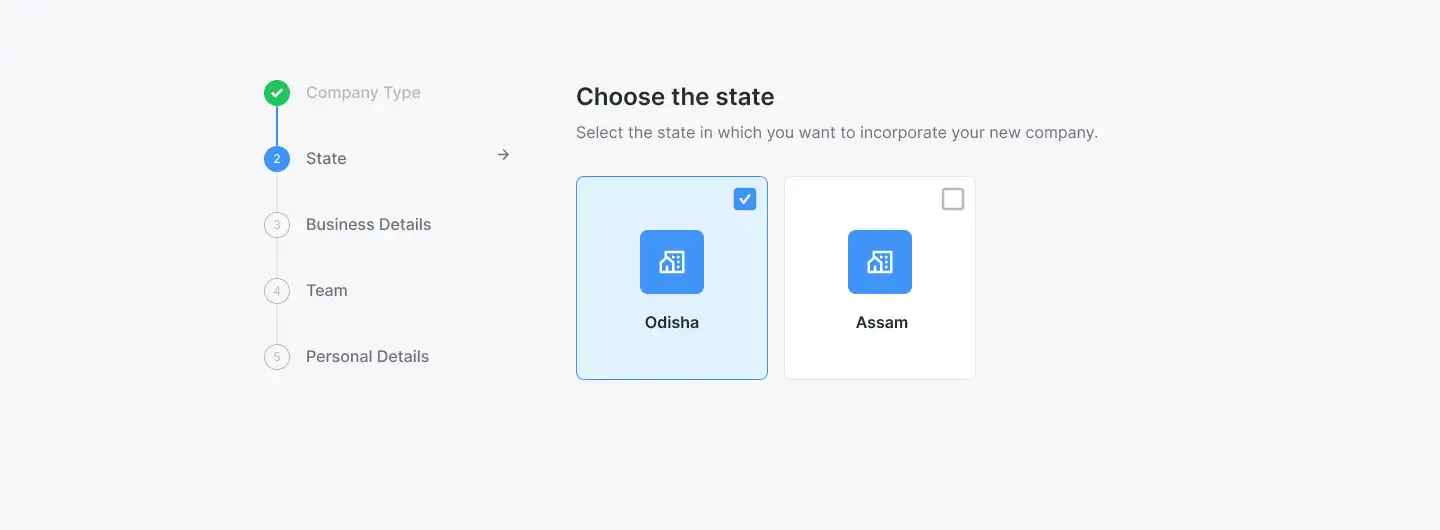 Company Type
2 State
3 Business Details
4 Team
5 Personal Details
Choose the state
Select the state in which you want to incorporate your new company.
Odisha
Assam